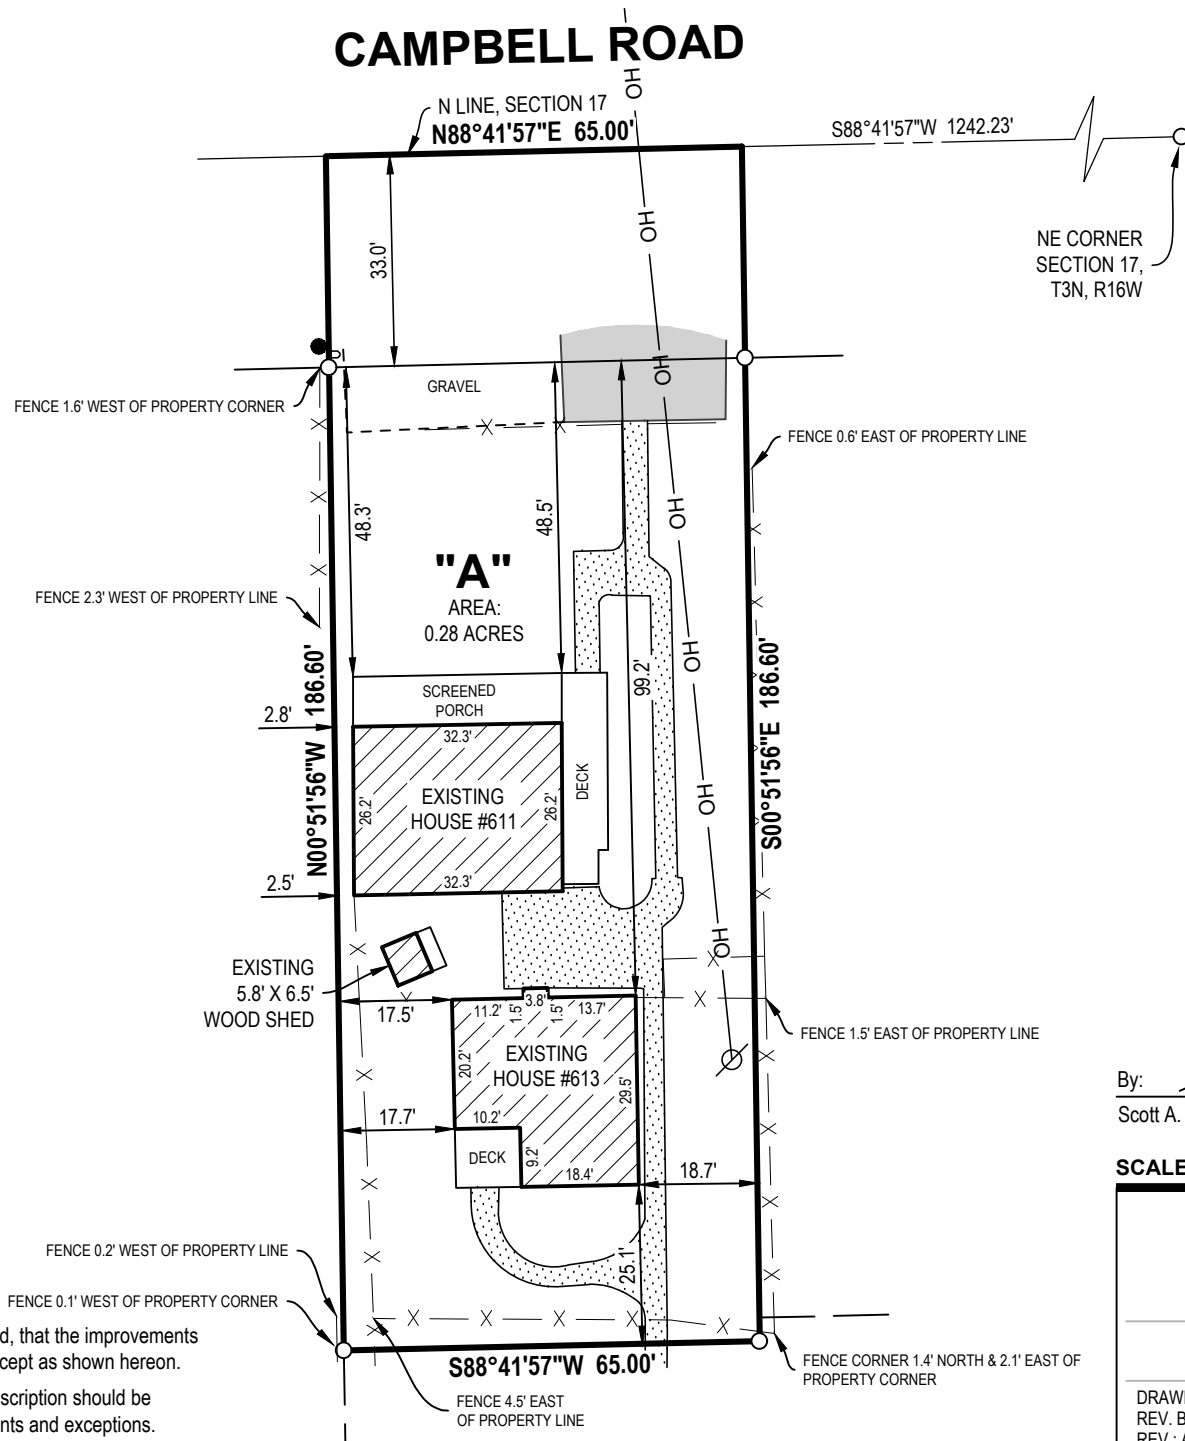 CAMPBELL ROAD
OH
OH
N LINE, SECTION 17
N88°41'57"E 65.00'
S88°41'57"W 1242.23'
NE CORNER
SECTION 17,
T3N, R16W
33.0'
OH
GRAVEL
OH
FENCE 1.6' WEST OF PROPERTY CORNER
FENCE 0.6' EAST OF PROPERTY LINE
48.3'
48.5'
OH
"A"
AREA:
0.28 ACRES
FENCE 2.3' WEST OF PROPERTY LINE
OH
99.2'
N00°51'56"W 186.60'
S00°51'56"E 186.60'
SCREENED
PORCH
2.8'
32.3'
26.2'
EXISTING
HOUSE #611
26.2'
DECK
OH
32.3'
2.5'
OH
EXISTING
5.8' X 6.5'
WOOD SHED
17.5'
11.2'
1.5'
3.8'
1.5'
13.7'
FENCE 1.5' EAST OF PROPERTY LINE
20.2'
EXISTING
HOUSE #613
29.5'
17.7'
10.2'
DECK
9.2'
18.4'
18.7'
By:
Scott A.
SCALE
25.1'
FENCE 0.2' WEST OF PROPERTY LINE
FENCE 0.1' WEST OF PROPERTY CORNER
d, that the improvements
cept as shown hereon.
scription should be
nts and exceptions.
S88°41'57"W 65.00'
FENCE 4.5' EAST
OF PROPERTY LINE
FENCE CORNER 1.4' NORTH & 2.1' EAST OF
PROPERTY CORNER
DRAW
REV. B
REV.: A